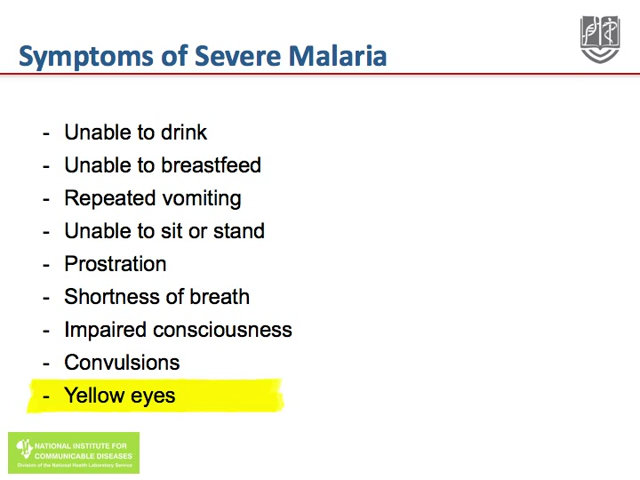 Symptoms of Severe Malaria
- Unable to drink
- Unable to breastfeed
- Repeated vomiting
- Unable to sit or stand
- Prostration
- Shortness of breath
- Impaired consciousness
- Convulsions
- Yellow eyes
NATIONAL INSTITUTE FOR
COMMUNICABLE DISEASES
Division of the National Health Laboratory Service